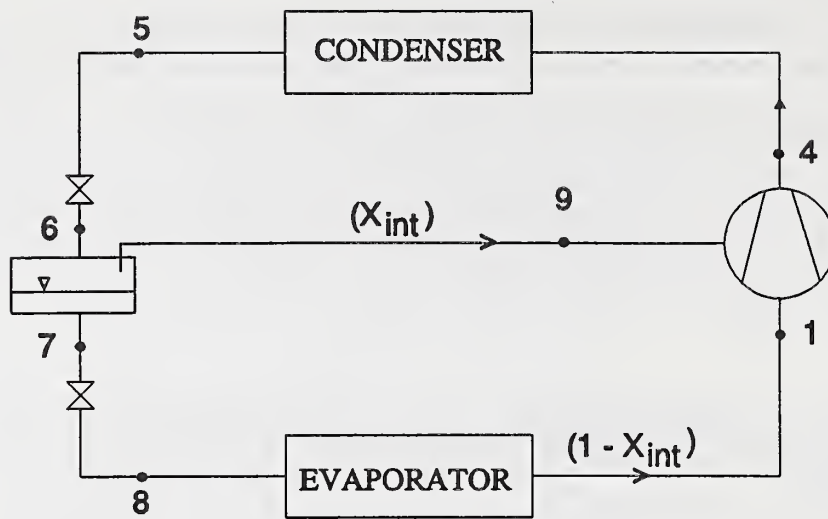 5
CONDENSER
4
6
(X_int)
9
7
1
8
EVAPORATOR
(1 - X_int)